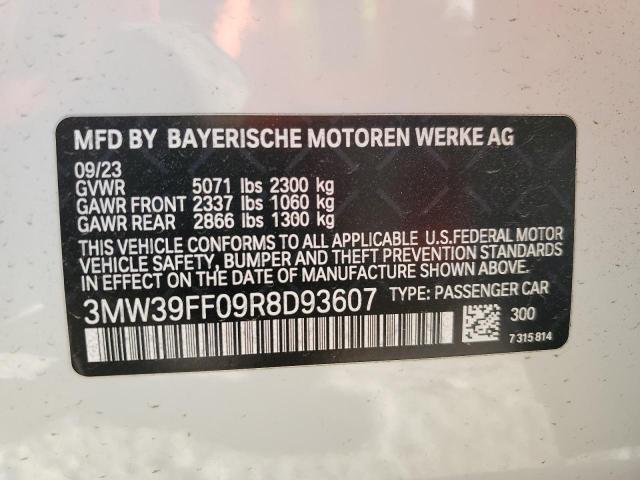 MFD BY BAYERISCHE MOTOREN WERKE AG
09/23
GVWR 5071 lbs 2300 kg
GAWR FRONT 2337 lbs 1060 kg
GAWR REAR 2866 lbs 1300 kg
THIS VEHICLE CONFORMS TO ALL APPLICABLE U.S.FEDERAL MOTOR
VEHICLE SAFETY, BUMPER AND THEFT PREVENTION STANDARDS
IN EFFECT ON THE DATE OF MANUFACTURE SHOWN ABOVE.
3MW39FF09R8D93607 TYPE: PASSENGER CAR
300
7 315 814